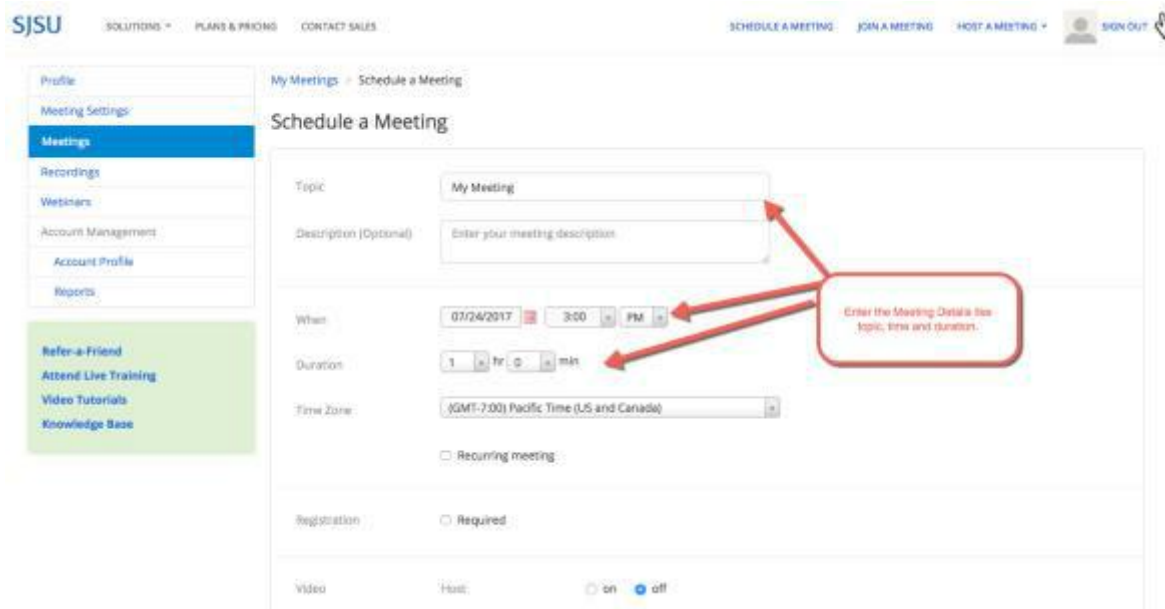 SJSU SOLUTIONS PLANS & PRICING CONTACT SALES SCHEDULE A MEETING JOIN A MEETING HOST A MEETING SIGN OUT
Profile
Meeting Settings
Meetings
Recordings
Webinars
Account Management
Account Profile
Reports
Refer-a-Friend
Attend Live Training
Video Tutorials
Knowledge Base
My Meetings > Schedule a Meeting
Schedule a Meeting
Topic My Meeting
Description (Optional) Enter your meeting description
When 07/24/2017 3:00 PM
Duration 1 hr 0 min
Time Zone (GMT-7:00) Pacific Time (US and Canada)
Recurring meeting
Registration Required
Video Host: on off
Enter the Meeting Details like
topic, time and duration.